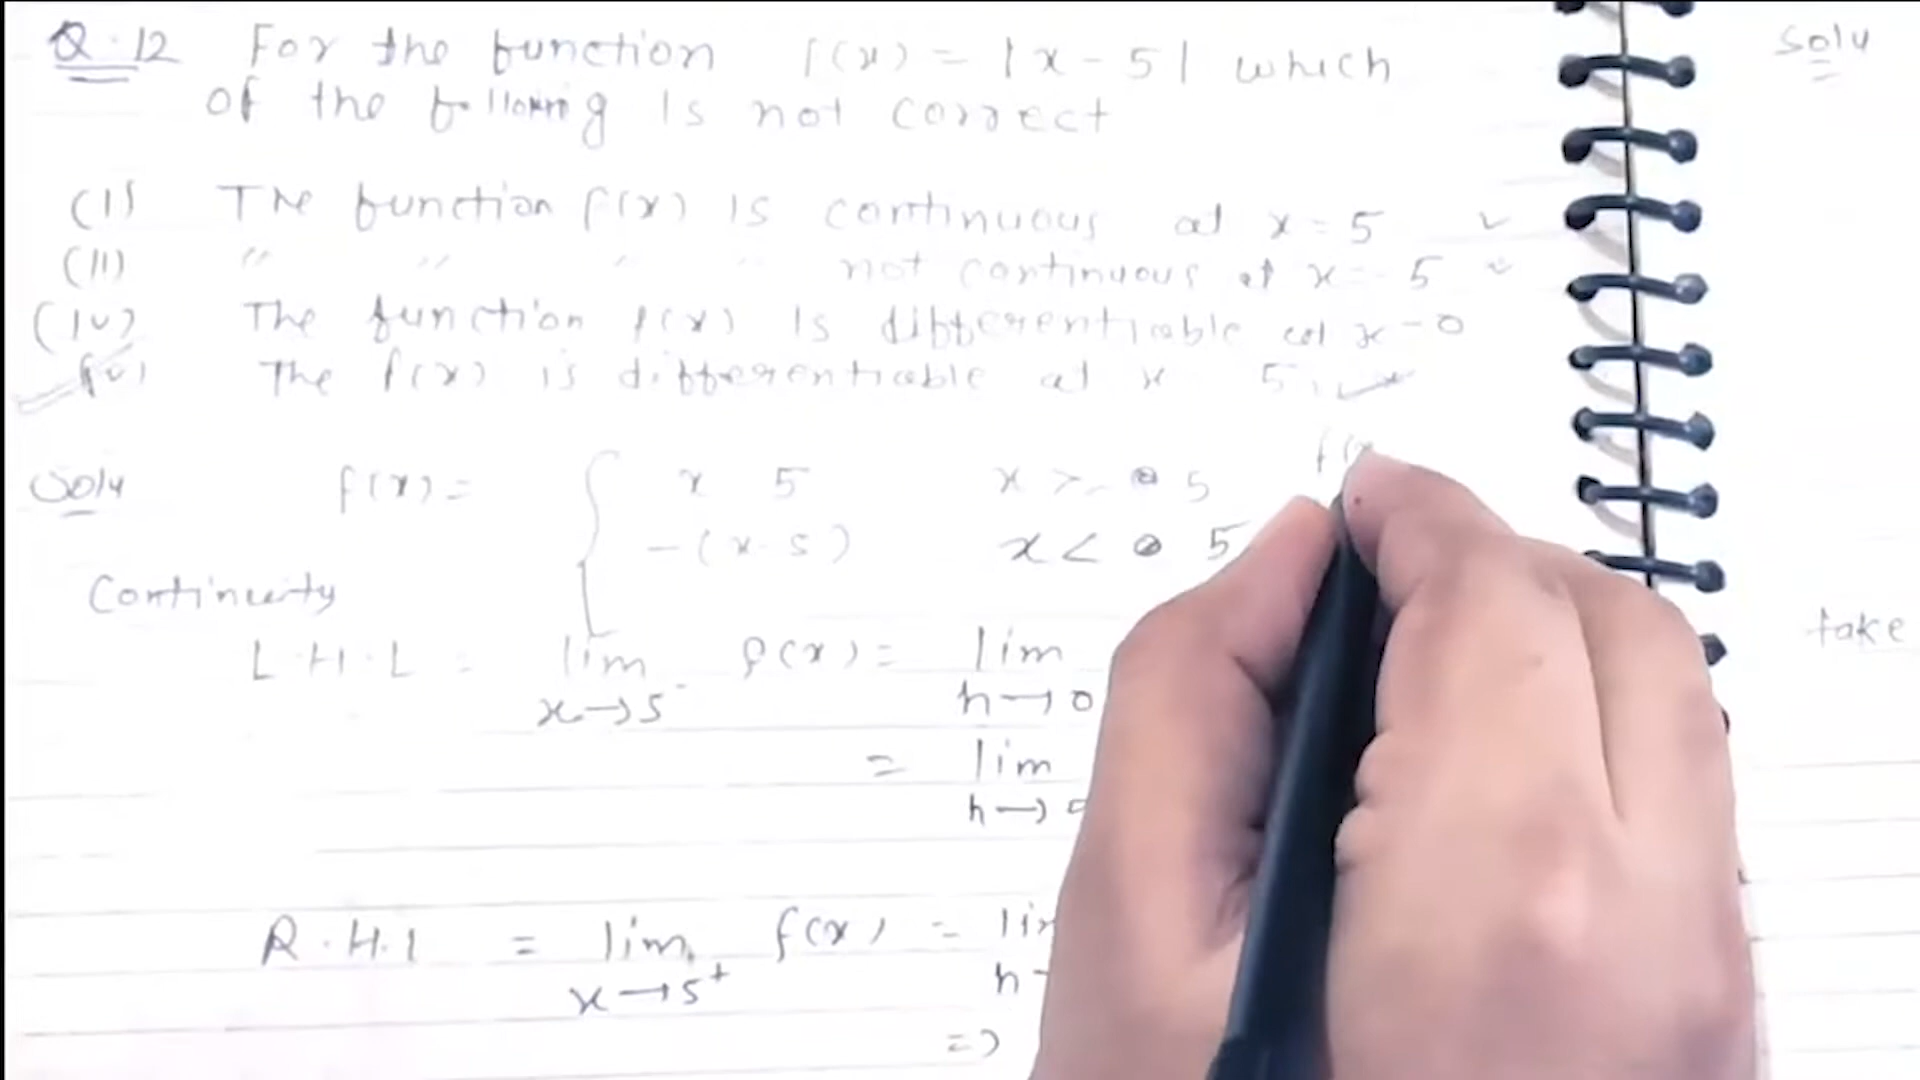 Q.12 For the function f(x) = |x - 5| which
of the following is not correct
(I) The function f(x) is continuous at x = 5
(II) " " " " not continuous at x = - 5
(IV) The function f(x) is differentiable at x = 0
The f(x) is differentiable at x 5
Soln f(x) = { x 5 x > 5
-(x-5) x < 5
f(x
Continuity
L.H.L = lim f(x) = lim
x→5⁻ h→0
= lim
h→0
R.H.L = lim f(x) = lim
x→5⁺ h→
=>
Soln
take